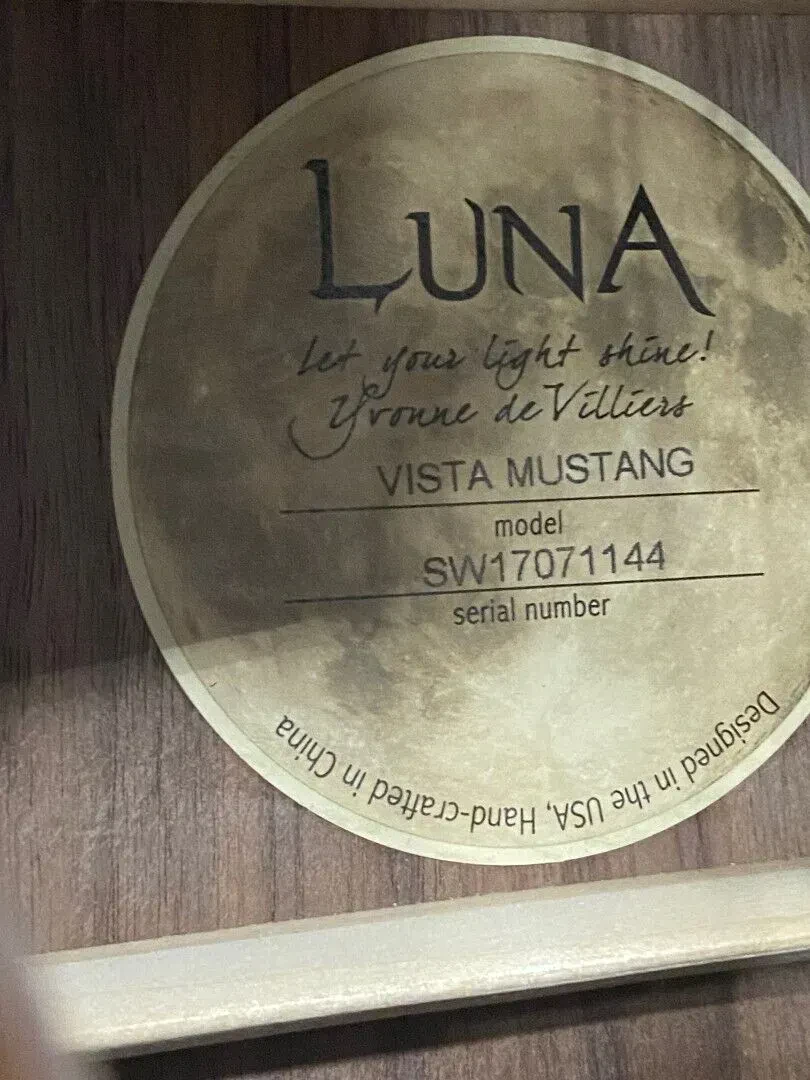 LUNA
let your light shine!
Yvonne de Villiers
VISTA MUSTANG
model
SW17071144
serial number
Designed in the USA, Hand-crafted in China